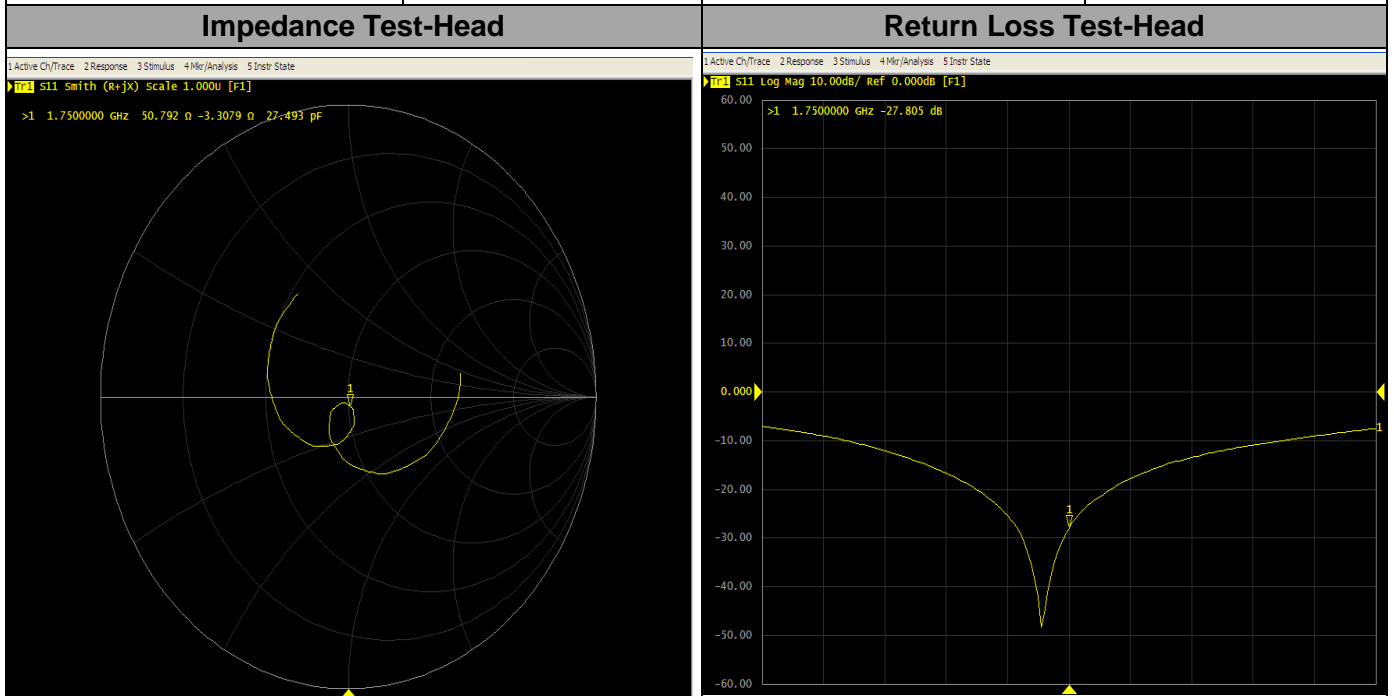 Impedance Test-Head
1 Active Ch/Trace 2 Response 3 Stimulus 4 Mkr/Analysis 5 Instr State
Tr1 S11 Smith (R+jX) Scale 1.000U [F1]
>1 1.7500000 GHz 50.792 Ω -3.3079 Ω 27.493 pF
1
Return Loss Test-Head
1 Active Ch/Trace 2 Response 3 Stimulus 4 Mkr/Analysis 5 Instr State
Tr1 S11 Log Mag 10.00dB/ Ref 0.000dB [F1]
60.00
>1 1.7500000 GHz -27.805 dB
50.00
40.00
30.00
20.00
10.00
0.000
-10.00
1
-20.00
1
-30.00
-40.00
-50.00
-60.00